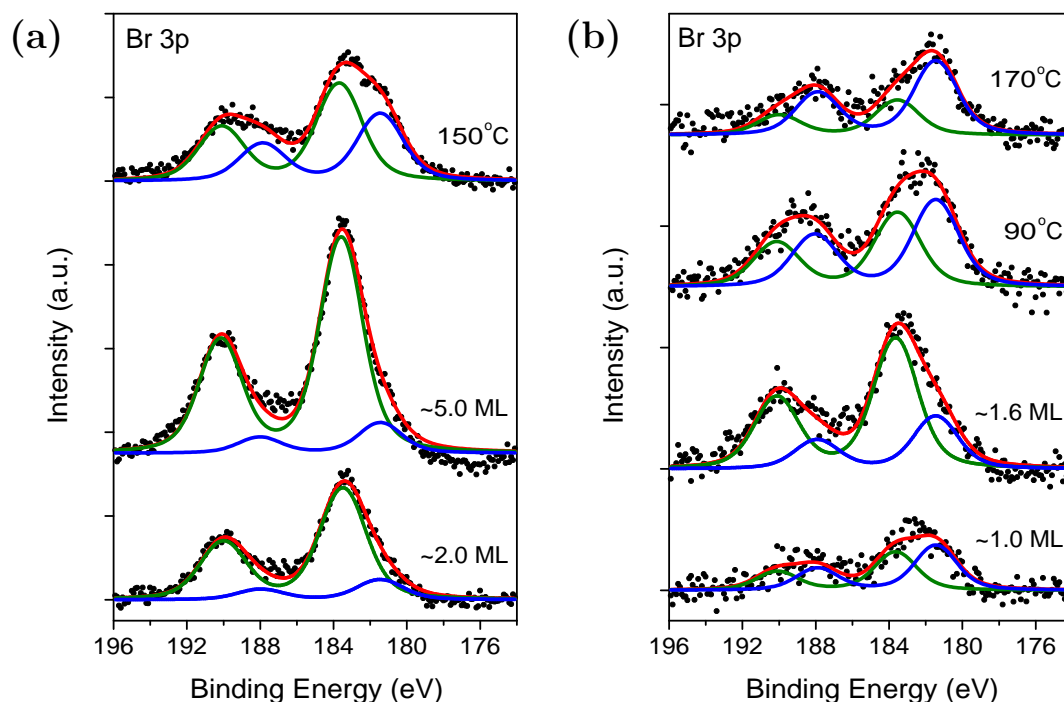 (a)
Br 3p
150°C
~5.0 ML
~2.0 ML
Intensity (a.u.)
196 192 188 184 180 176
Binding Energy (eV)
(b)
Br 3p
170°C
90°C
~1.6 ML
~1.0 ML
Intensity (a.u.)
196 192 188 184 180 176
Binding Energy (eV)